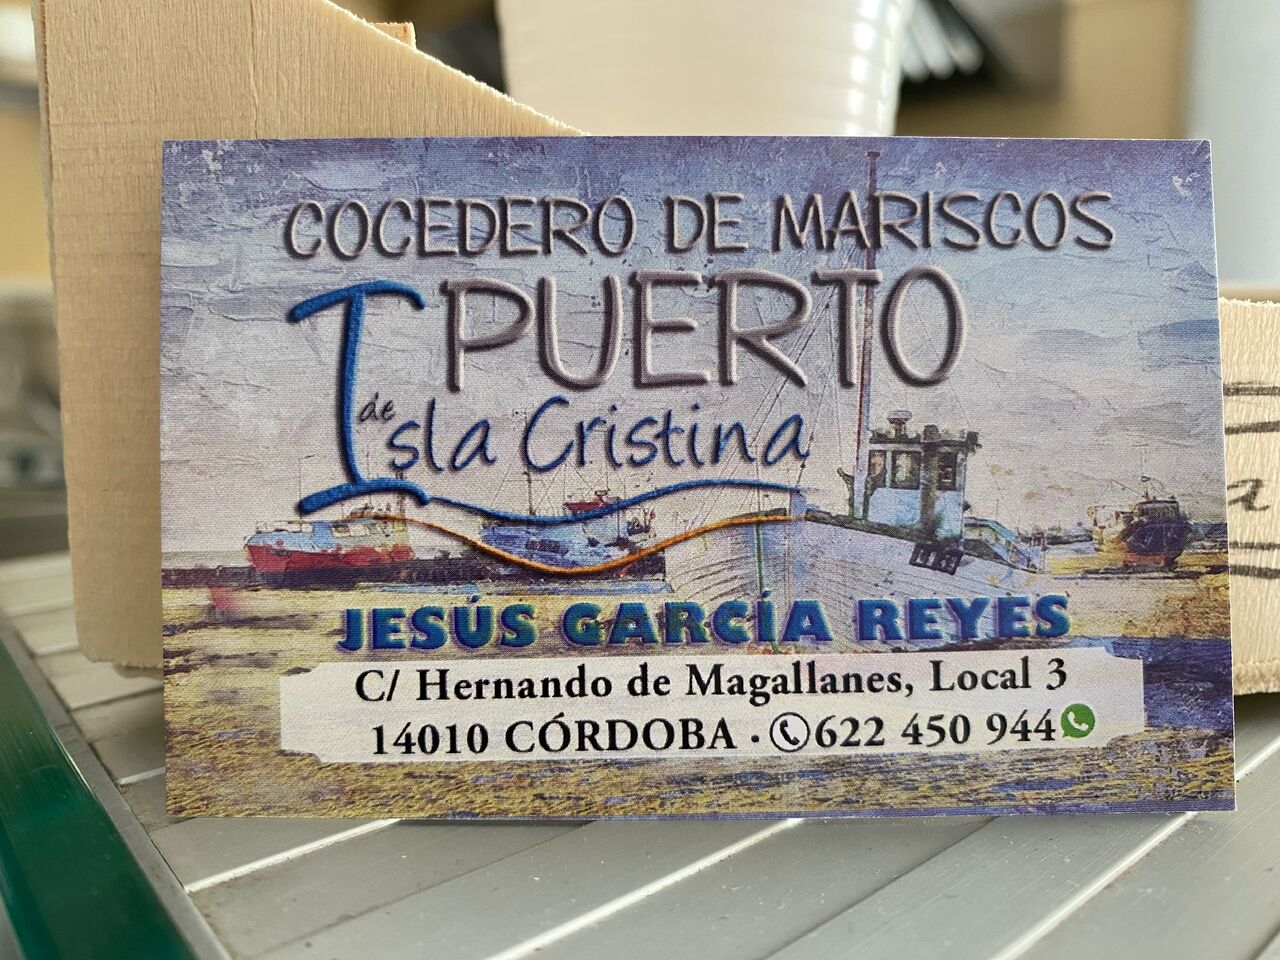 COCEDERO DE MARISCOS
PUERTO
de Isla Cristina
JESÚS GARCÍA REYES
C/ Hernando de Magallanes, Local 3
14010 CÓRDOBA · 622 450 944
a